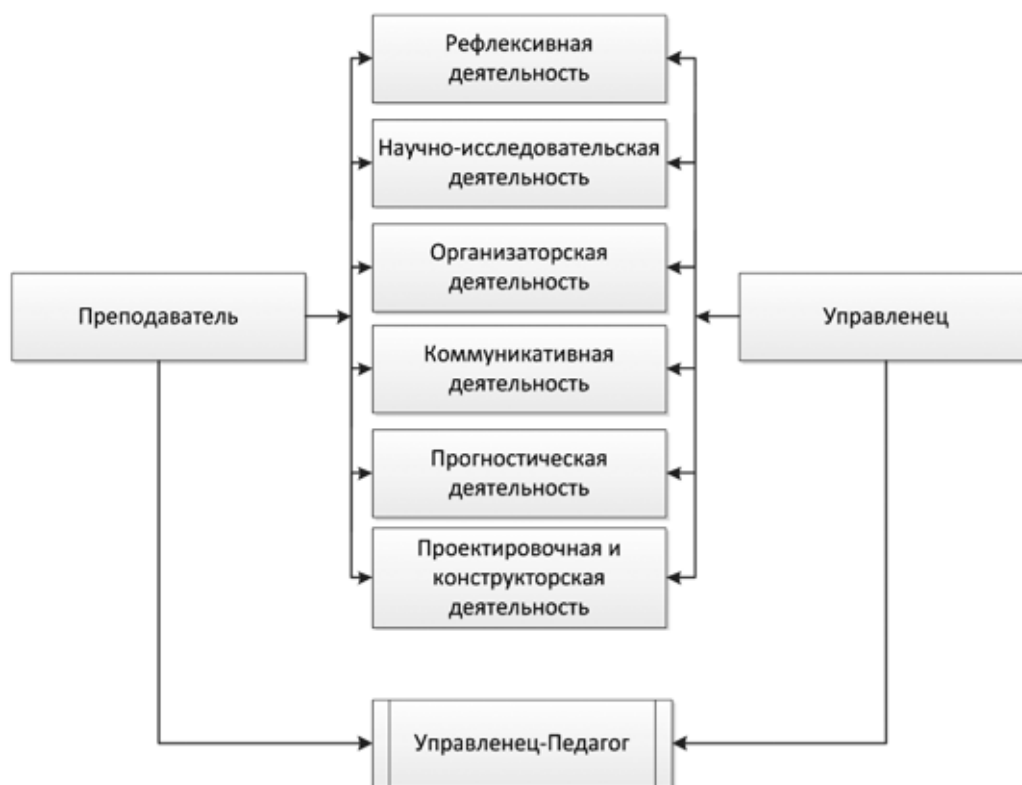 Рефлексивная
деятельность
Научно-исследовательская
деятельность
Организаторская
деятельность
Преподаватель
Управленец
Коммуникативная
деятельность
Прогностическая
деятельность
Проектировочная и
конструкторская
деятельность
Управленец-Педагог